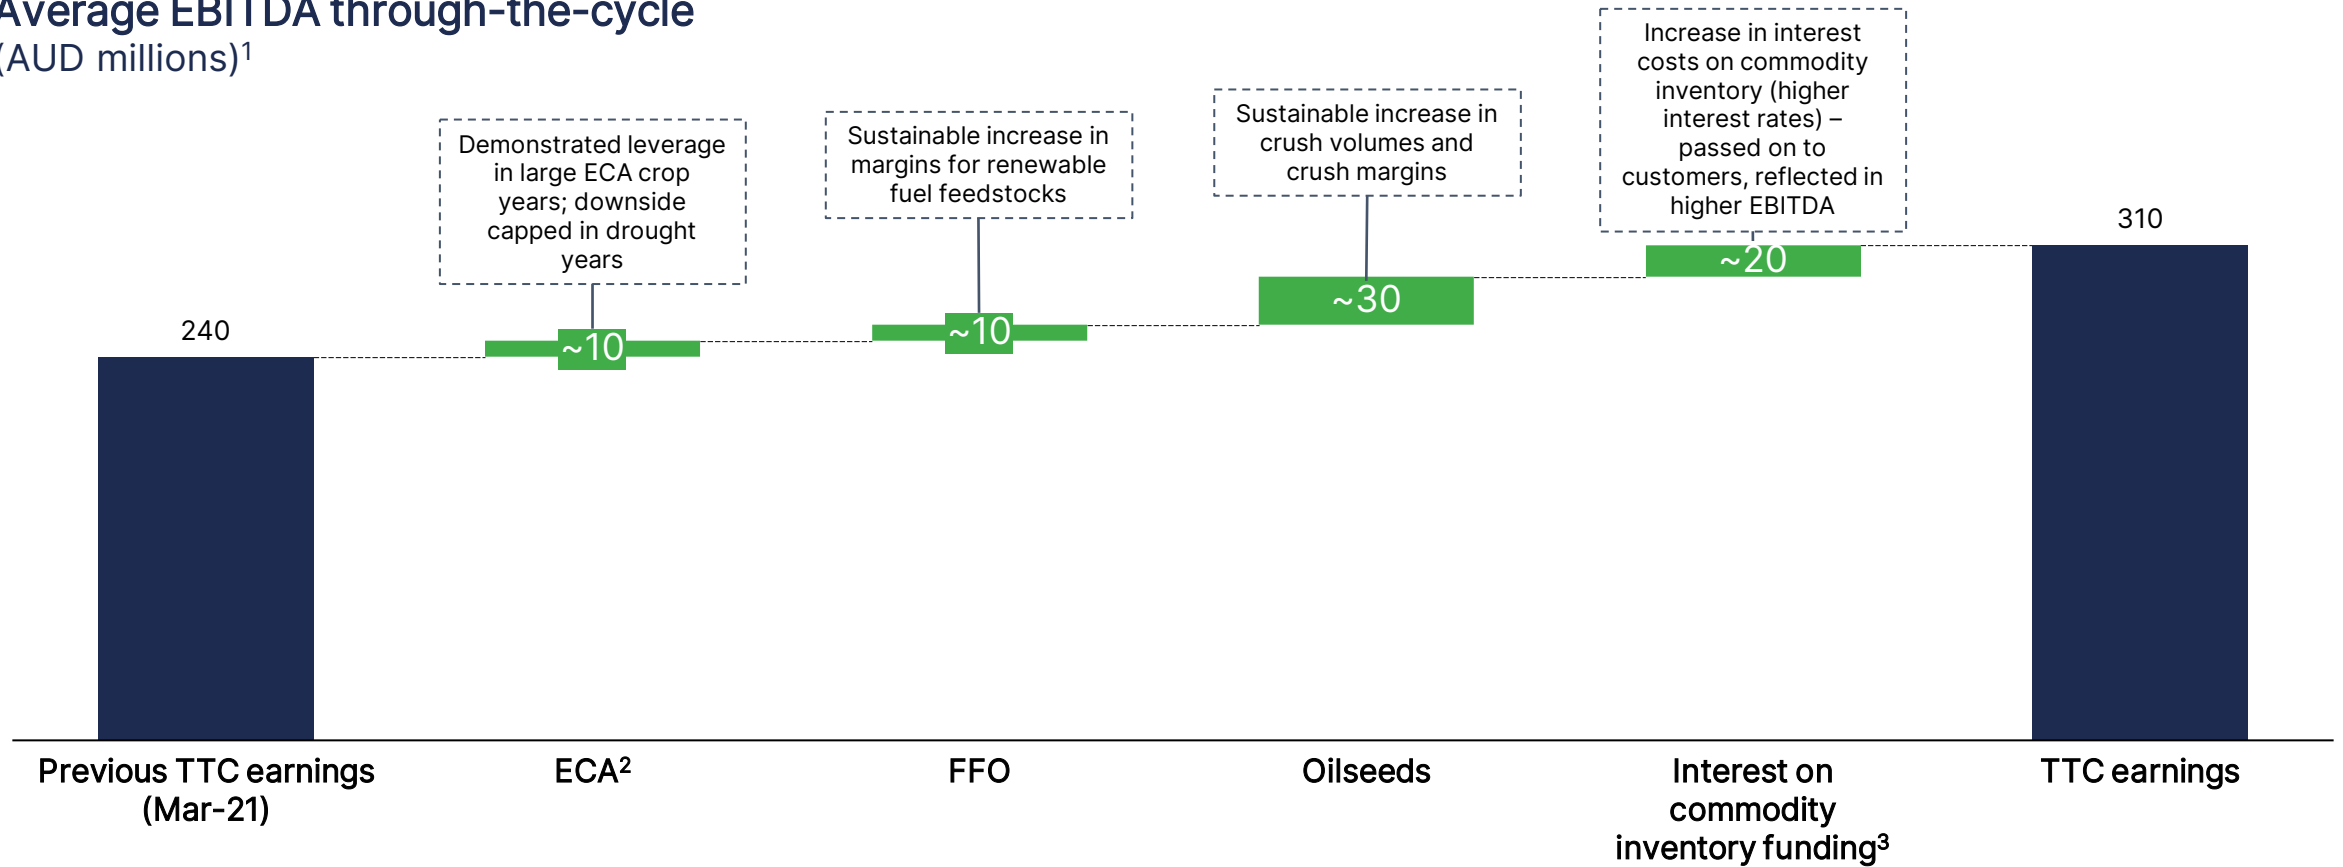 Average EBITDA through-the-cycle
(AUD millions)¹
Demonstrated leverage
in large ECA crop
years; downside
capped in drought
years
Sustainable increase in
margins for renewable
fuel feedstocks
Sustainable increase in
crush volumes and
crush margins
Increase in interest
costs on commodity
inventory (higher
interest rates) –
passed on to
customers, reflected in
higher EBITDA
240
~10
~10
~30
~20
310
Previous TTC earnings
(Mar-21)
ECA²
FFO
Oilseeds
Interest on
commodity
inventory funding³
TTC earnings